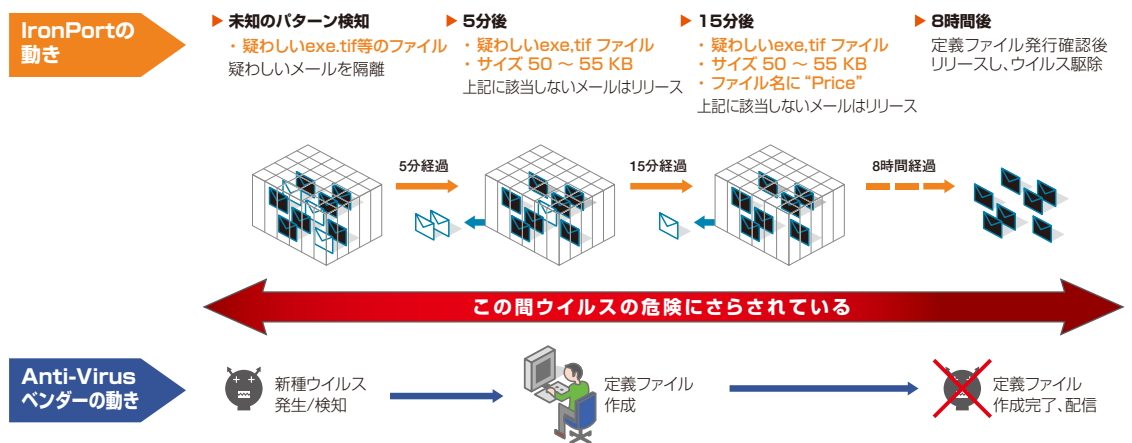 IronPortの
動き
▶ 未知のパターン検知
・疑わしいexe.tif等のファイル
疑わしいメールを隔離
▶ 5分後
・疑わしいexe,tif ファイル
・サイズ 50 ～ 55 KB
上記に該当しないメールはリリース
▶ 15分後
・疑わしいexe,tif ファイル
・サイズ 50 ～ 55 KB
・ファイル名に “Price”
上記に該当しないメールはリリース
▶ 8時間後
定義ファイル発行確認後
リリースし、ウイルス駆除
5分経過
15分経過
8時間経過
この間ウイルスの危険にさらされている
Anti-Virus
ベンダーの動き
新種ウイルス
発生/検知
定義ファイル
作成
定義ファイル
作成完了、配信